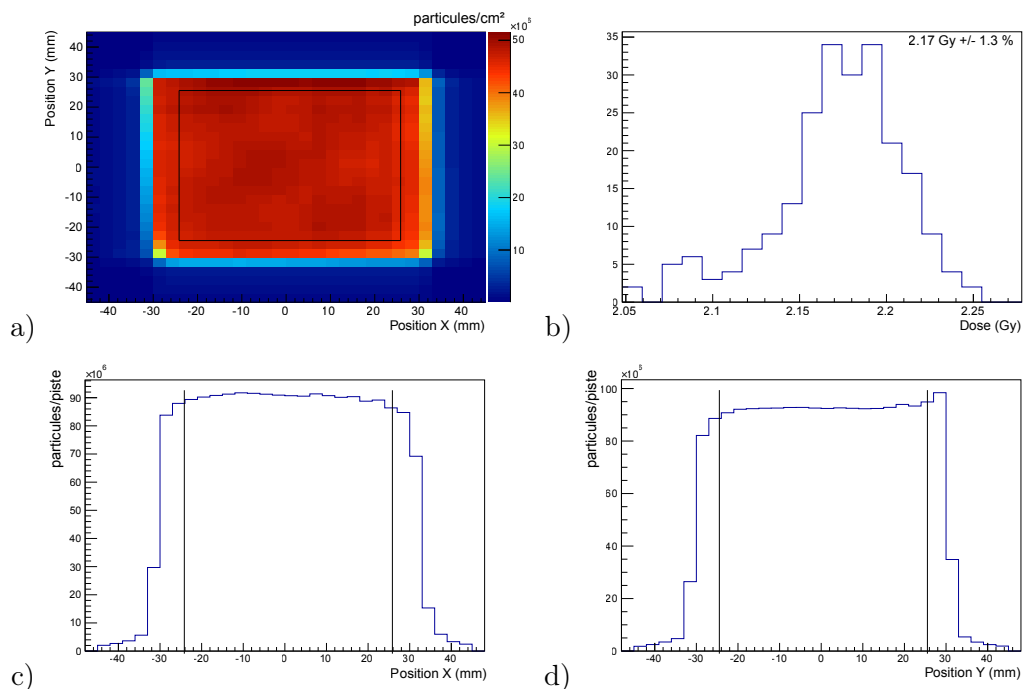 particules/cm²
×10⁶
Position Y (mm)
40
30
20
10
0
-10
-20
-30
-40
50
40
30
20
10
-40 -30 -20 -10 0 10 20 30 40
Position X (mm)
a)
2.17 Gy +/- 1.3 %
35
30
25
20
15
10
5
0
2.05 2.1 2.15 2.2 2.25
Dose (Gy)
b)
×10⁶
particules/piste
90
80
70
60
50
40
30
20
10
0
-40 -30 -20 -10 0 10 20 30 40
Position X (mm)
c)
×10⁶
particules/piste
100
80
60
40
20
0
-40 -30 -20 -10 0 10 20 30 40
Position Y (mm)
d)